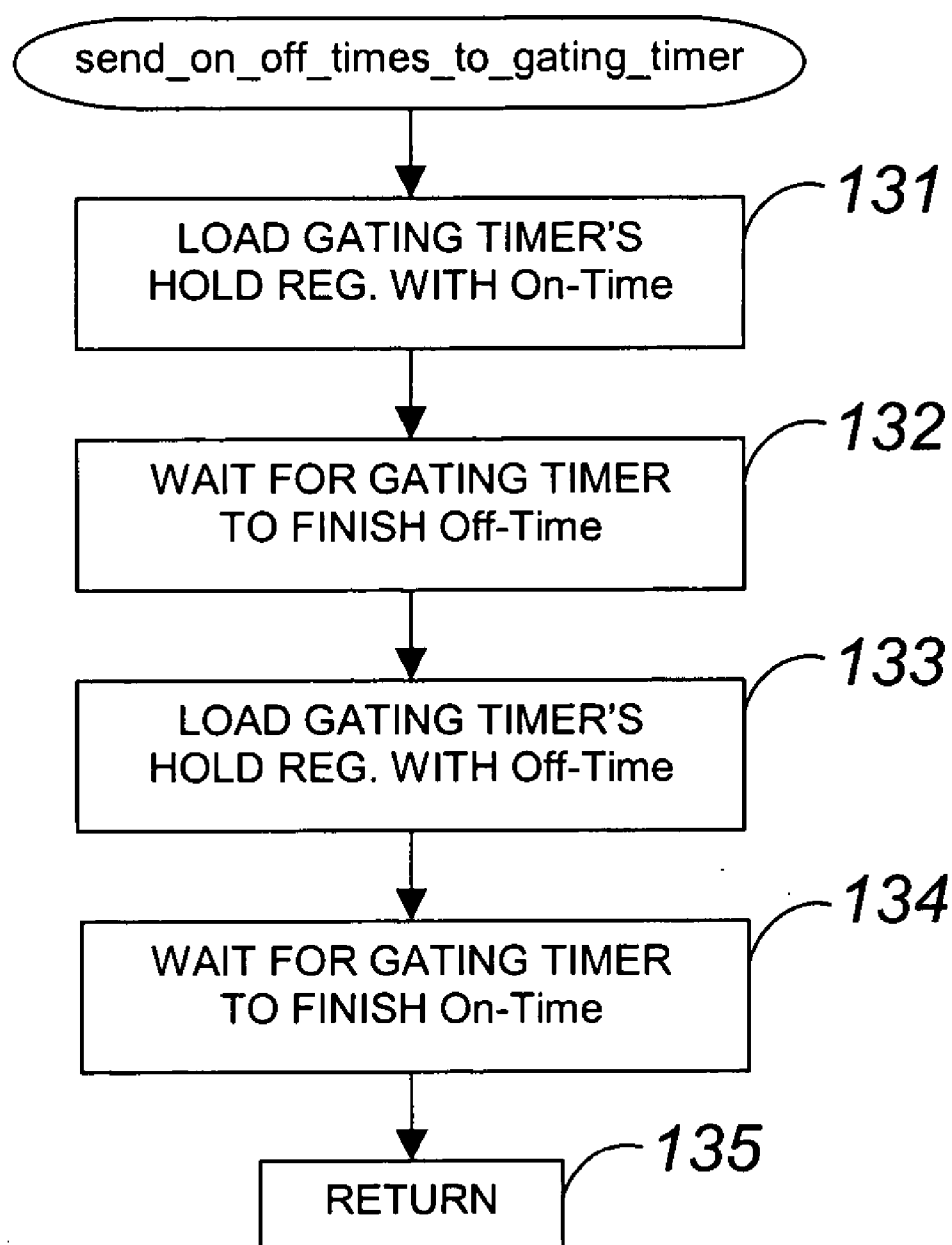 send_on_off_times_to_gating_timer
131
LOAD GATING TIMER'S
HOLD REG. WITH On-Time
132
WAIT FOR GATING TIMER
TO FINISH Off-Time
133
LOAD GATING TIMER'S
HOLD REG. WITH Off-Time
134
WAIT FOR GATING TIMER
TO FINISH On-Time
135
RETURN